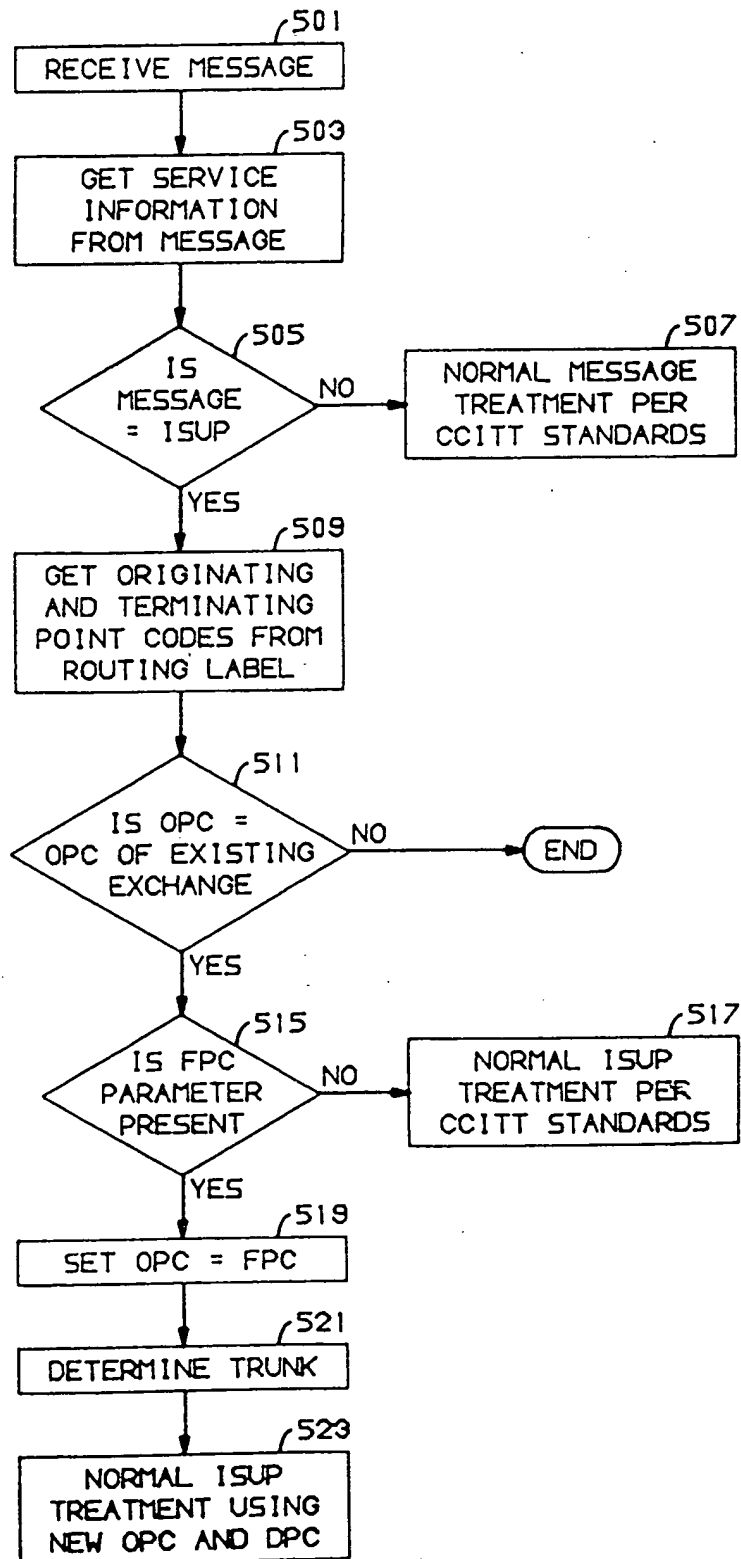 501
RECEIVE MESSAGE
503
GET SERVICE
INFORMATION
FROM MESSAGE
505
IS
MESSAGE
= ISUP
NO
507
NORMAL MESSAGE
TREATMENT PER
CCITT STANDARDS
YES
509
GET ORIGINATING
AND TERMINATING
POINT CODES FROM
ROUTING LABEL
511
IS OPC =
OPC OF EXISTING
EXCHANGE
NO
END
YES
515
IS FPC
PARAMETER
PRESENT
NO
517
NORMAL ISUP
TREATMENT PER
CCITT STANDARDS
YES
519
SET OPC = FPC
521
DETERMINE TRUNK
523
NORMAL ISUP
TREATMENT USING
NEW OPC AND DPC